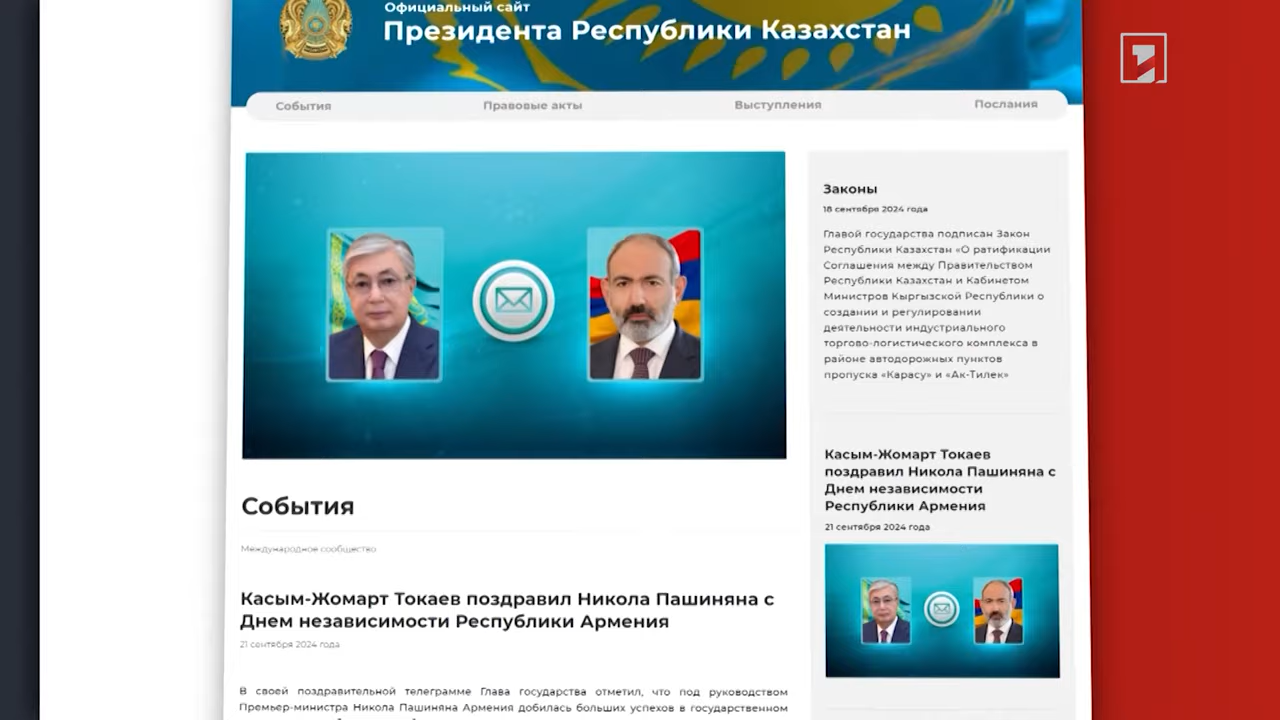 Официальный сайт
Президента Республики Казахстан
События
Правовые акты
Выступления
Послания
Законы
18 сентября 2024 года
Главой государства подписан Закон
Республики Казахстан «О ратификации
Соглашения между Правительством
Республики Казахстан и Кабинетом
Министров Кыргызской Республики о
создании и регулировании
деятельности индустриального
торгово-логистического комплекса в
районе автодорожных пунктов
пропуска «Карасу» и «Ак-Тилек»
Касым-Жомарт Токаев
поздравил Никола Пашиняна с
Днем независимости
Республики Армения
21 сентября 2024 года
События
Международное сообщество
Касым-Жомарт Токаев поздравил Никола Пашиняна с
Днем независимости Республики Армения
21 сентября 2024 года
В своей поздравительной телеграмме Глава государства отметил, что под руководством
Премьер-министра Никола Пашиняна Армения добилась больших успехов в государственном